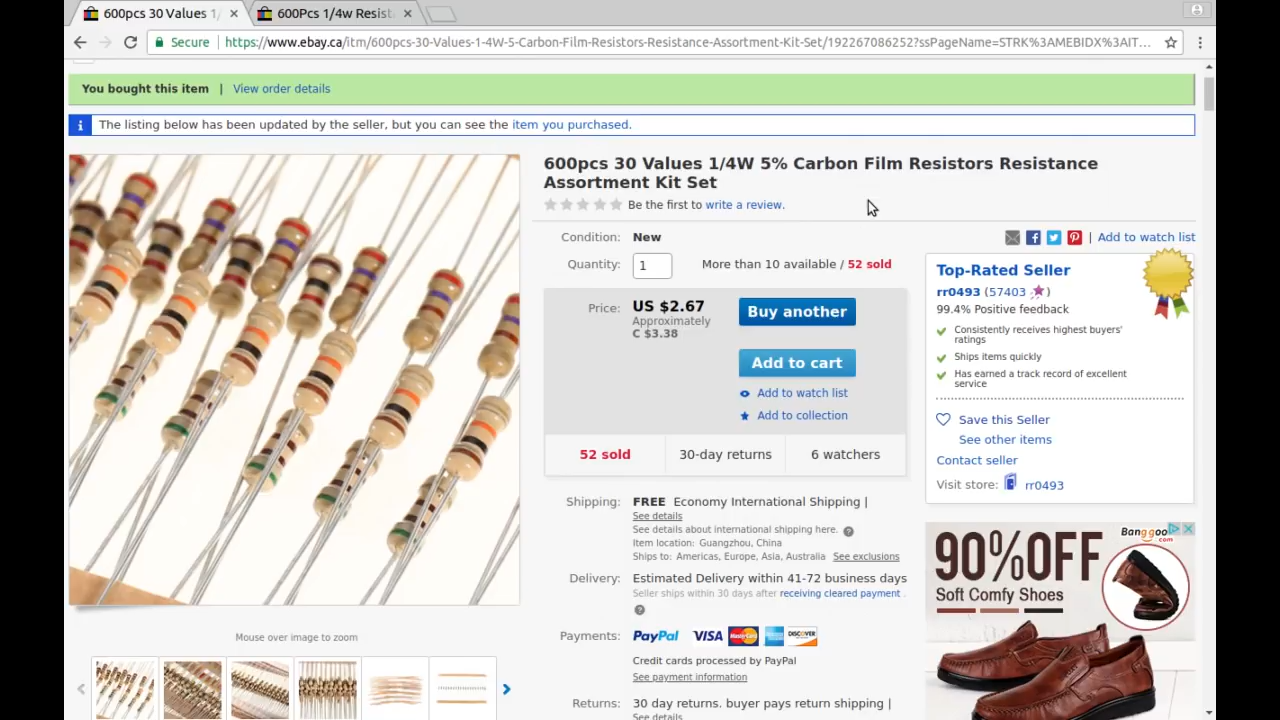 600pcs 30 Values 1/
600Pcs 1/4w Resist
Secure
https://www.ebay.ca/itm/600pcs-30-Values-1-4W-5-Carbon-Film-Resistors-Resistance-Assortment-Kit-Set/192267086252?ssPageName=STRK%3AMEBIDX%3AIT...
You bought this item | View order details
The listing below has been updated by the seller, but you can see the item you purchased.
600pcs 30 Values 1/4W 5% Carbon Film Resistors Resistance
Assortment Kit Set
Be the first to write a review.
Condition: New
| Add to watch list
Quantity: 1 More than 10 available / 52 sold
Price: US $2.67
Approximately
C $3.38
Buy another
Add to cart
Add to watch list
Add to collection
52 sold 30-day returns 6 watchers
Shipping: FREE Economy International Shipping |
See details
See details about international shipping here.
Item location: Guangzhou, China
Ships to: Americas, Europe, Asia, Australia See exclusions
Delivery: Estimated Delivery within 41-72 business days
Seller ships within 30 days after receiving cleared payment .
Payments: PayPal VISA MasterCard AMERICAN EXPRESS DISCOVER
Credit cards processed by PayPal
See payment information
Returns: 30 day returns. buyer pays return shipping |
See details
Top-Rated Seller
rr0493 (57403 )
99.4% Positive feedback
Consistently receives highest buyers'
ratings
Ships items quickly
Has earned a track record of excellent
service
Save this Seller
See other items
Contact seller
Visit store: rr0493
Banggood
.com
90%OFF
Soft Comfy Shoes
Mouse over image to zoom